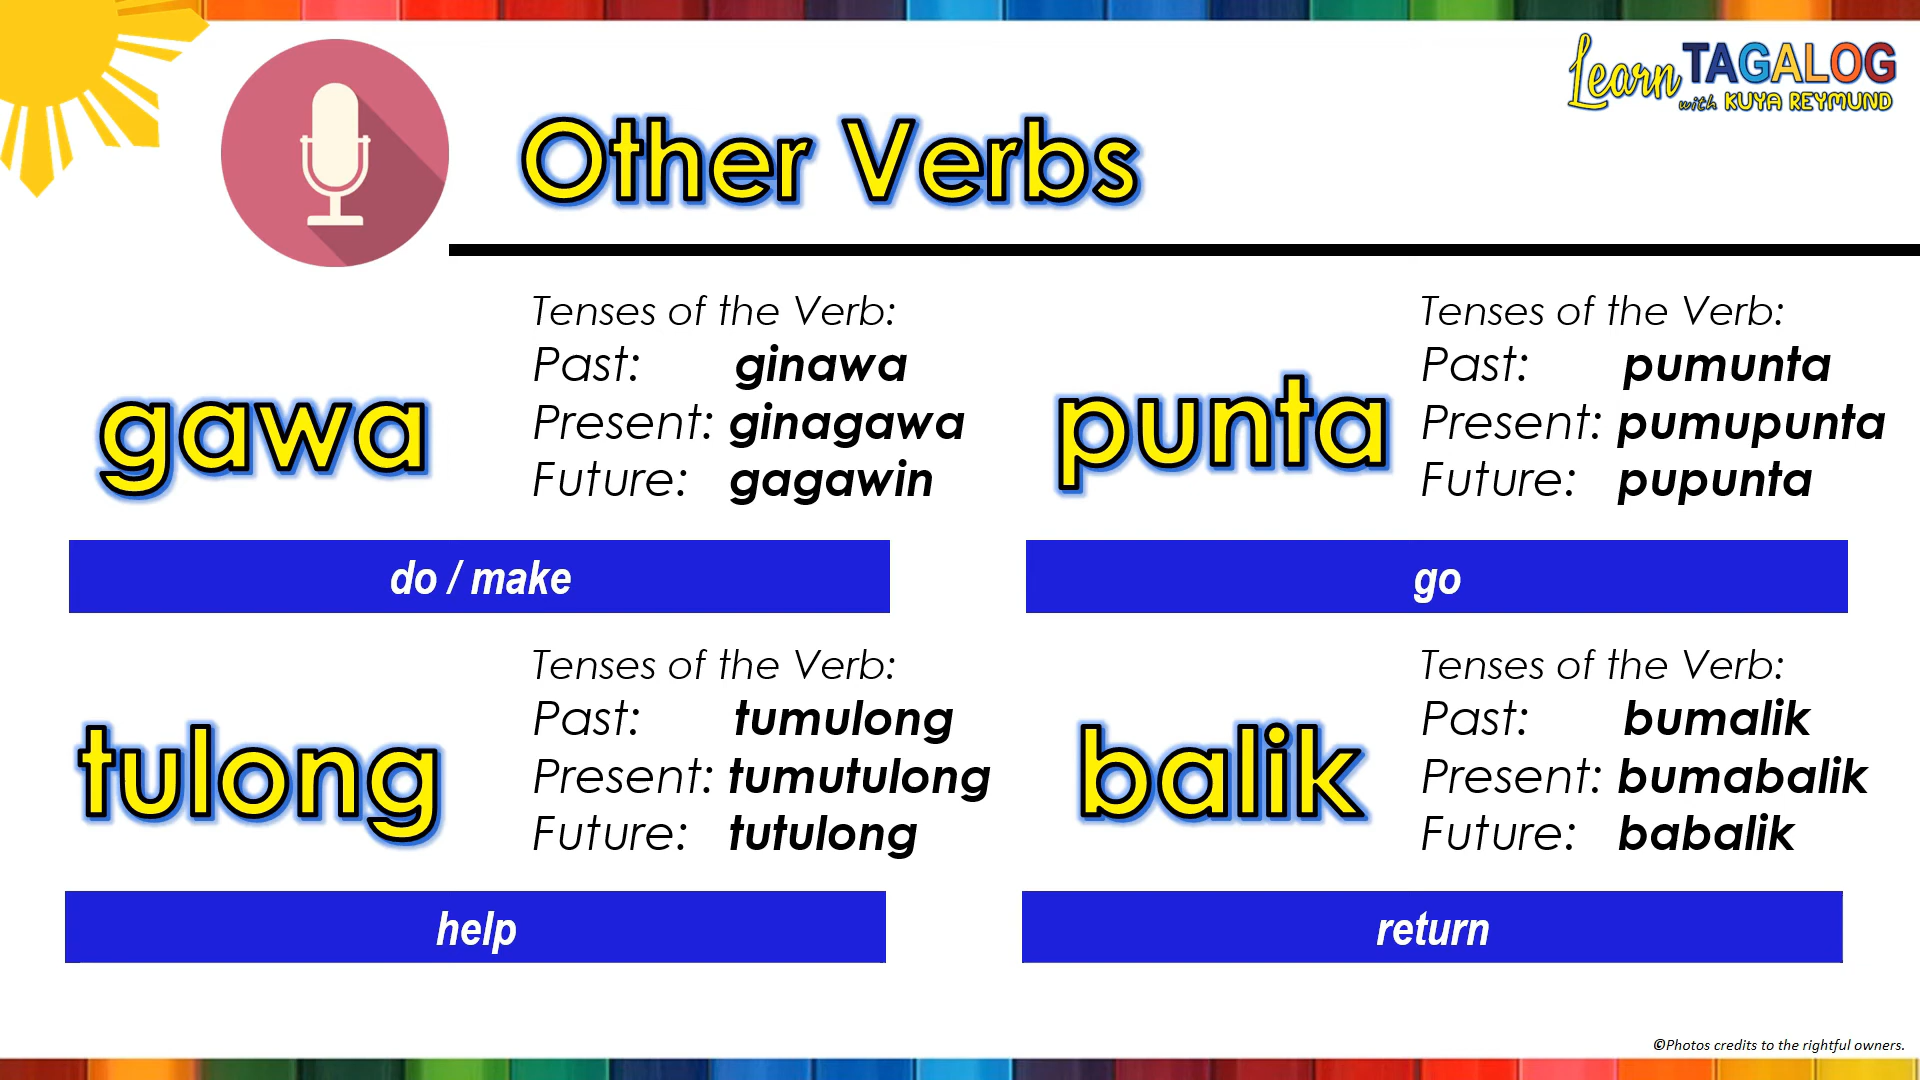 Learn TAGALOG
with KUYA REYMUND
Other Verbs
gawa
Tenses of the Verb:
Past: ginawa
Present: ginagawa
Future: gagawin
do / make
punta
Tenses of the Verb:
Past: pumunta
Present: pumupunta
Future: pupunta
go
tulong
Tenses of the Verb:
Past: tumulong
Present: tumutulong
Future: tutulong
help
balik
Tenses of the Verb:
Past: bumalik
Present: bumabalik
Future: babalik
return
©Photos credits to the rightful owners.